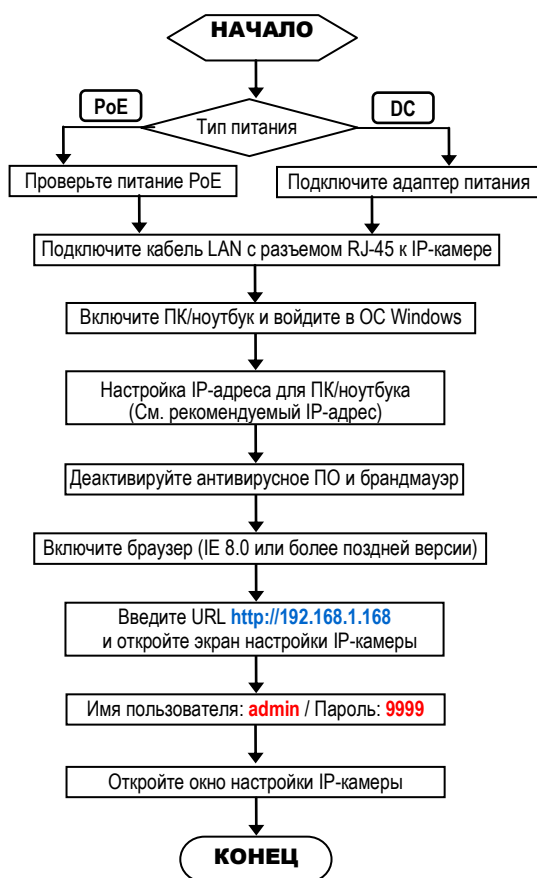 НАЧАЛО
PoE
DC
Тип питания
Проверьте питание PoE
Подключите адаптер питания
Подключите кабель LAN с разъемом RJ-45 к IP-камере
Включите ПК/ноутбук и войдите в ОС Windows
Настройка IP-адреса для ПК/ноутбука
(См. рекомендуемый IP-адрес)
Деактивируйте антивирусное ПО и брандмауэр
Включите браузер (IE 8.0 или более поздней версии)
Введите URL http://192.168.1.168
и откройте экран настройки IP-камеры
Имя пользователя: admin / Пароль: 9999
Откройте окно настройки IP-камеры
КОНЕЦ